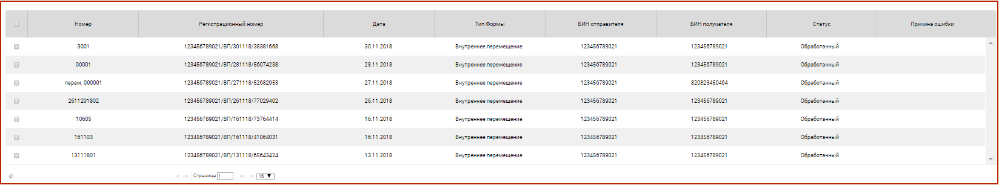 Номер Регистрационный номер Дата Тип Формы БИН отправителя БИН получателя Статус Причина ошибки
3001 123456789021/ВП/301118/38381668 30.11.2018 Внутреннее перемещение 123456789021 123456789021 Обработанный
00001 123456789021/ВП/281118/56074238 28.11.2018 Внутреннее перемещение 123456789021 123456789021 Обработанный
перем. 000001 123456789021/ВП/271118/52682953 27.11.2018 Внутреннее перемещение 123456789021 820823450464 Обработанный
2611201802 123456789021/ВП/261118/77029402 26.11.2018 Внутреннее перемещение 123456789021 123456789021 Обработанный
10605 123456789021/ВП/161118/73764414 16.11.2018 Внутреннее перемещение 123456789021 123456789021 Обработанный
161103 123456789021/ВП/161118/41064031 16.11.2018 Внутреннее перемещение 123456789021 123456789021 Обработанный
13111801 123456789021/ВП/131118/65643424 13.11.2018 Внутреннее перемещение 123456789021 123456789021 Обработанный
Страница 1 15